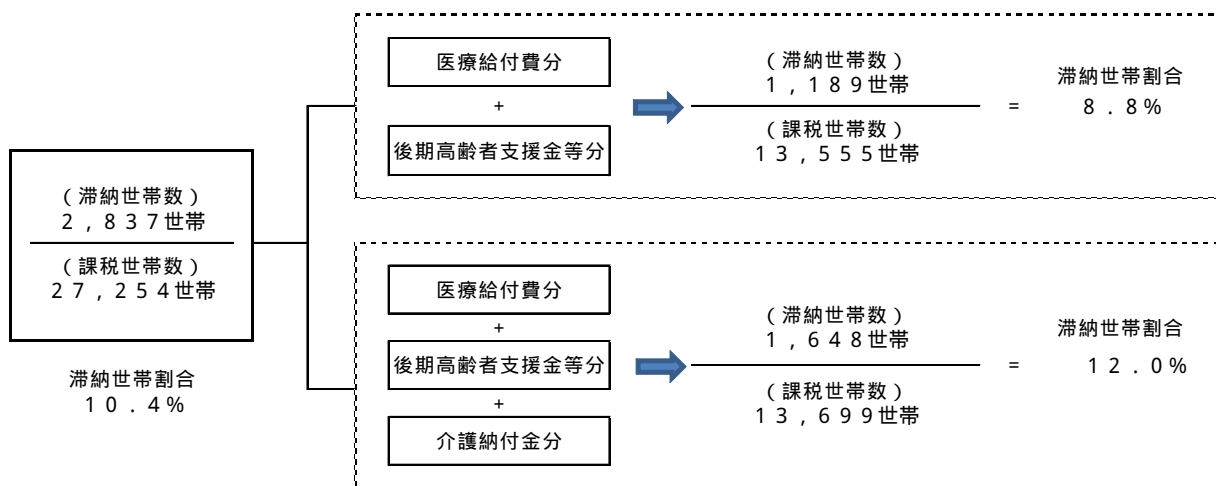 (滞納世帯数)
2,837世帯
(課税世帯数)
27,254世帯
滞納世帯割合
10.4%
医療給付費分
+
後期高齢者支援金等分
(滞納世帯数)
1,189世帯
(課税世帯数)
13,555世帯
=
滞納世帯割合
8.8%
医療給付費分
+
後期高齢者支援金等分
+
介護納付金分
(滞納世帯数)
1,648世帯
(課税世帯数)
13,699世帯
=
滞納世帯割合
12.0%